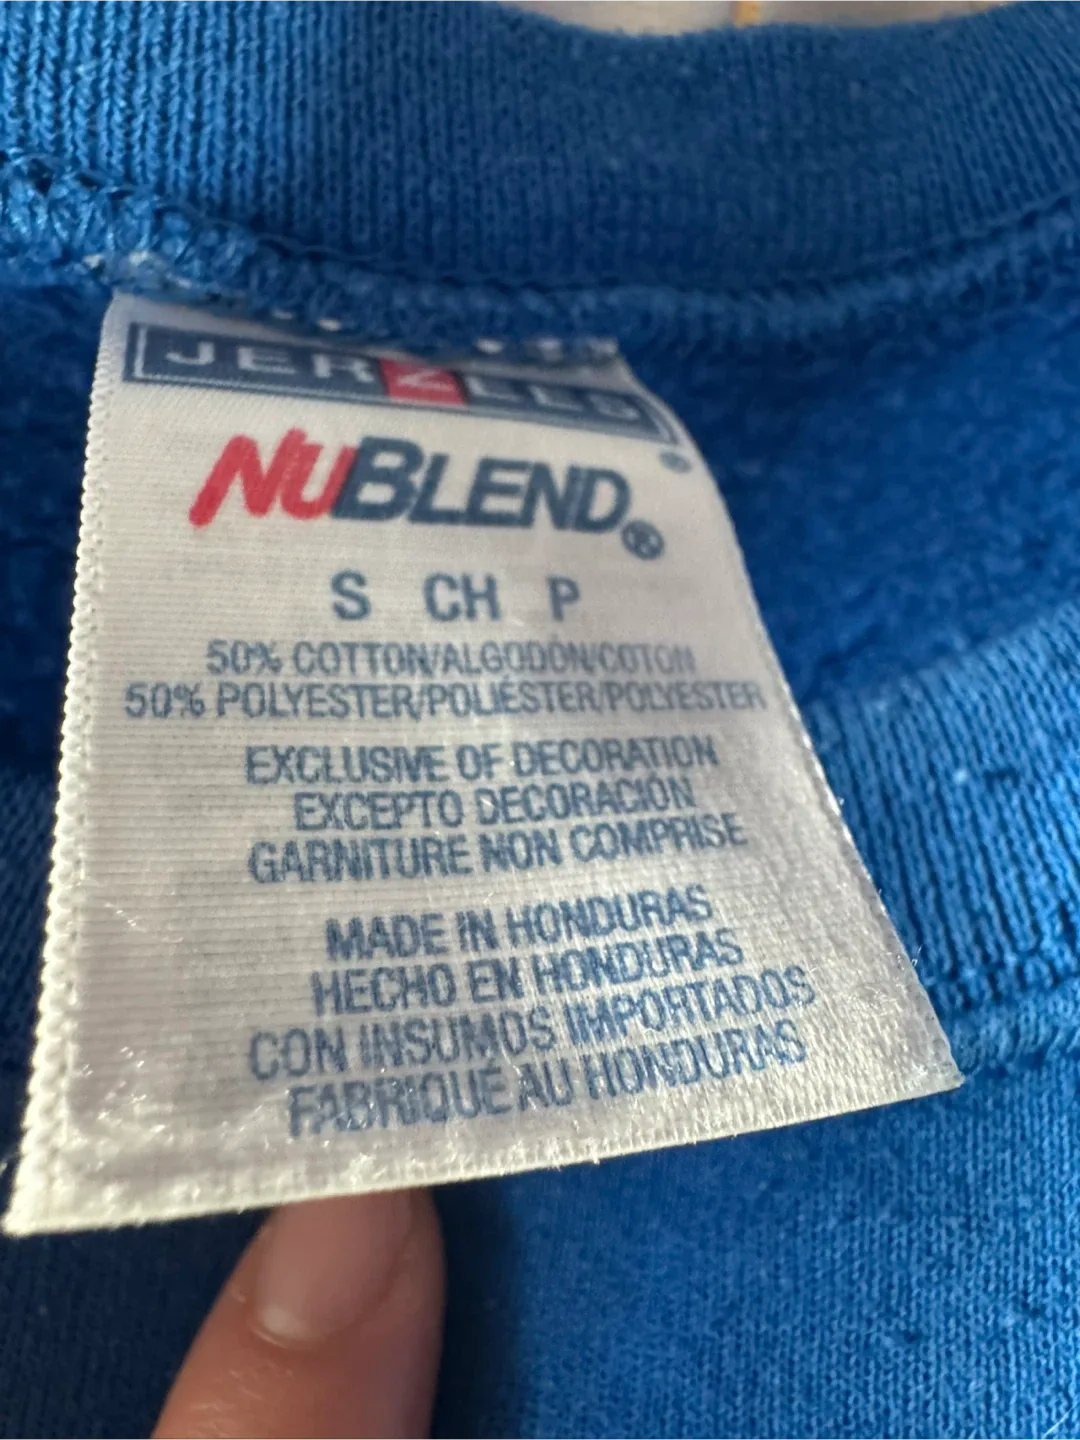 JERZEES
®
NUBLEND®
S CH P
50% COTTON/ALGODÓN/COTON
50% POLYESTER/POLIÉSTER/POLYESTER
EXCLUSIVE OF DECORATION
EXCEPTO DECORACIÓN
GARNITURE NON COMPRISE
MADE IN HONDURAS
HECHO EN HONDURAS
CON INSUMOS IMPORTADOS
FABRIQUÉ AU HONDURAS